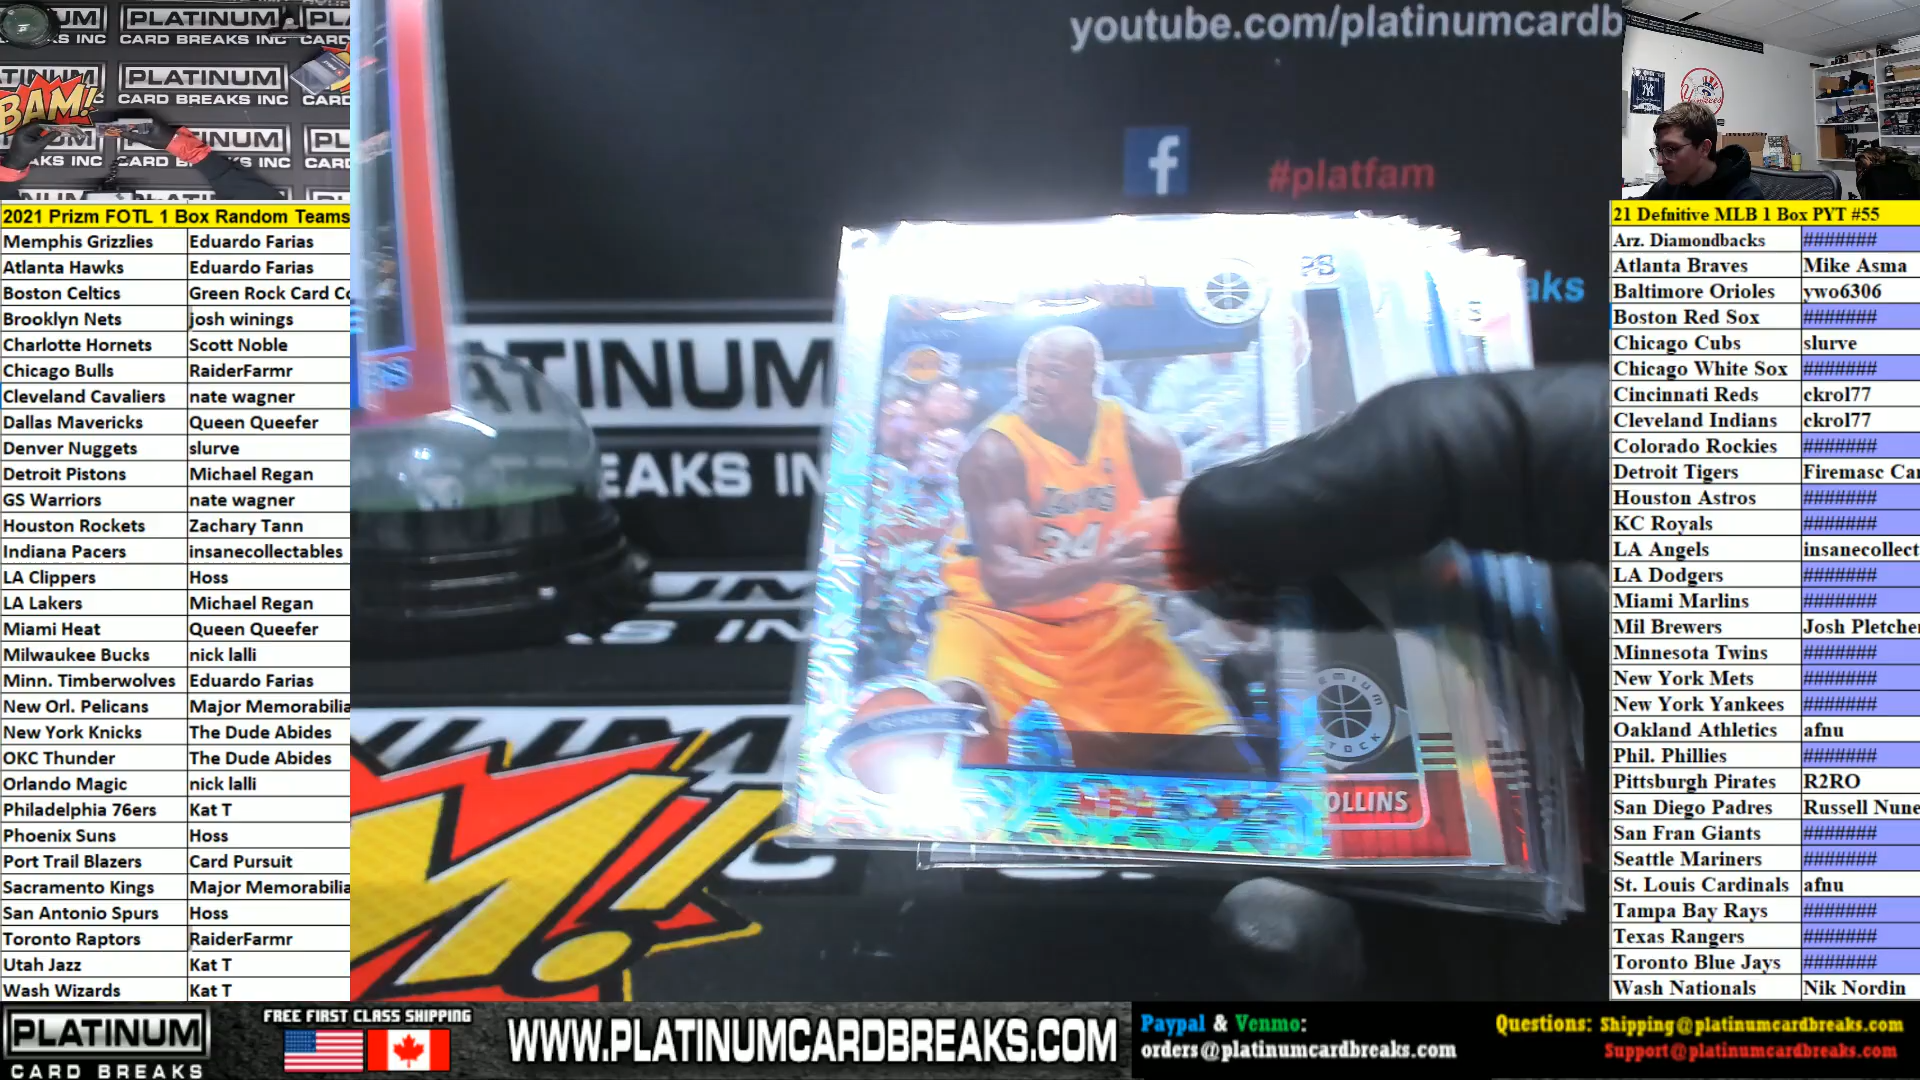 youtube.com/platinumcardb
f
#platfam
aks
PLATINUM
CARD BREAKS INC
BAM!
2021 Prizm FOTL 1 Box Random Teams
Memphis Grizzlies Eduardo Farias
Atlanta Hawks Eduardo Farias
Boston Celtics Green Rock Card Co
Brooklyn Nets josh winings
Charlotte Hornets Scott Noble
Chicago Bulls RaiderFarmr
Cleveland Cavaliers nate wagner
Dallas Mavericks Queen Queefer
Denver Nuggets slurve
Detroit Pistons Michael Regan
GS Warriors nate wagner
Houston Rockets Zachary Tann
Indiana Pacers insanecollectables
LA Clippers Hoss
LA Lakers Michael Regan
Miami Heat Queen Queefer
Milwaukee Bucks nick lalli
Minn. Timberwolves Eduardo Farias
New Orl. Pelicans Major Memorabilia
New York Knicks The Dude Abides
OKC Thunder The Dude Abides
Orlando Magic nick lalli
Philadelphia 76ers Kat T
Phoenix Suns Hoss
Port Trail Blazers Card Pursuit
Sacramento Kings Major Memorabilia
San Antonio Spurs Hoss
Toronto Raptors RaiderFarmr
Utah Jazz Kat T
Wash Wizards Kat T
ATINUM
EAKS IN
34
OLLINS
21 Defnitive MLB 1 Box PYT #55
Arz. Diamondbacks #######
Atlanta Braves Mike Asma
Baltimore Orioles ywo6306
Boston Red Sox #######
Chicago Cubs slurve
Chicago White Sox #######
Cincinnati Reds ckrol77
Cleveland Indians ckrol77
Colorado Rockies #######
Detroit Tigers Firemasc Car
Houston Astros #######
KC Royals #######
LA Angels insanecollect
LA Dodgers #######
Miami Marlins #######
Mil Brewers Josh Pletcher
Minnesota Twins #######
New York Mets #######
New York Yankees #######
Oakland Athletics afnu
Phil. Phillies #######
Pittsburgh Pirates R2RO
San Diego Padres Russell Nune
San Fran Giants #######
Seattle Mariners #######
St. Louis Cardinals afnu
Tampa Bay Rays #######
Texas Rangers #######
Toronto Blue Jays #######
Wash Nationals Nik Nordin
PLATINUM
CARD BREAKS
FREE FIRST CLASS SHIPPING
WWW.PLATINUMCARDBREAKS.COM
Paypal & Venmo:
orders@platinumcardbreaks.com
Questions: Shipping@platinumcardbreaks.com
Support@platinumcardbreaks.com